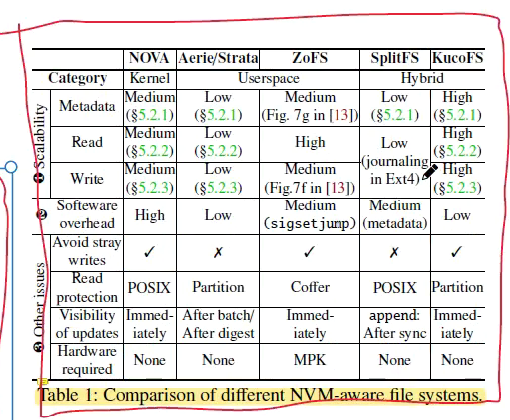 NOVA Aerie/Strata ZoFS SplitFS KucoFS
Category Kernel Userspace Hybrid
❶ Scalability
Metadata Medium (§5.2.1) Low (§5.2.1) Medium (Fig. 7g in [13]) Low (§5.2.1) High (§5.2.1)
Read Medium (§5.2.2) Low (§5.2.2) High Low (journaling in Ext4) High (§5.2.2)
Write Medium (§5.2.3) Low (§5.2.3) Medium (Fig.7f in [13]) High (§5.2.3)
❷ Softeware overhead High Low Medium (sigsetjump) Medium (metadata) Low
❸ Other issues
Avoid stray writes ✓ ✗ ✓ ✗ ✓
Read protection POSIX Partition Coffer POSIX Partition
Visibility of updates Immed-iately After batch/ After digest Immed-iately append: After sync Immed-iately
Hardware required None None MPK None None
Table 1: Comparison of different NVM-aware file systems.